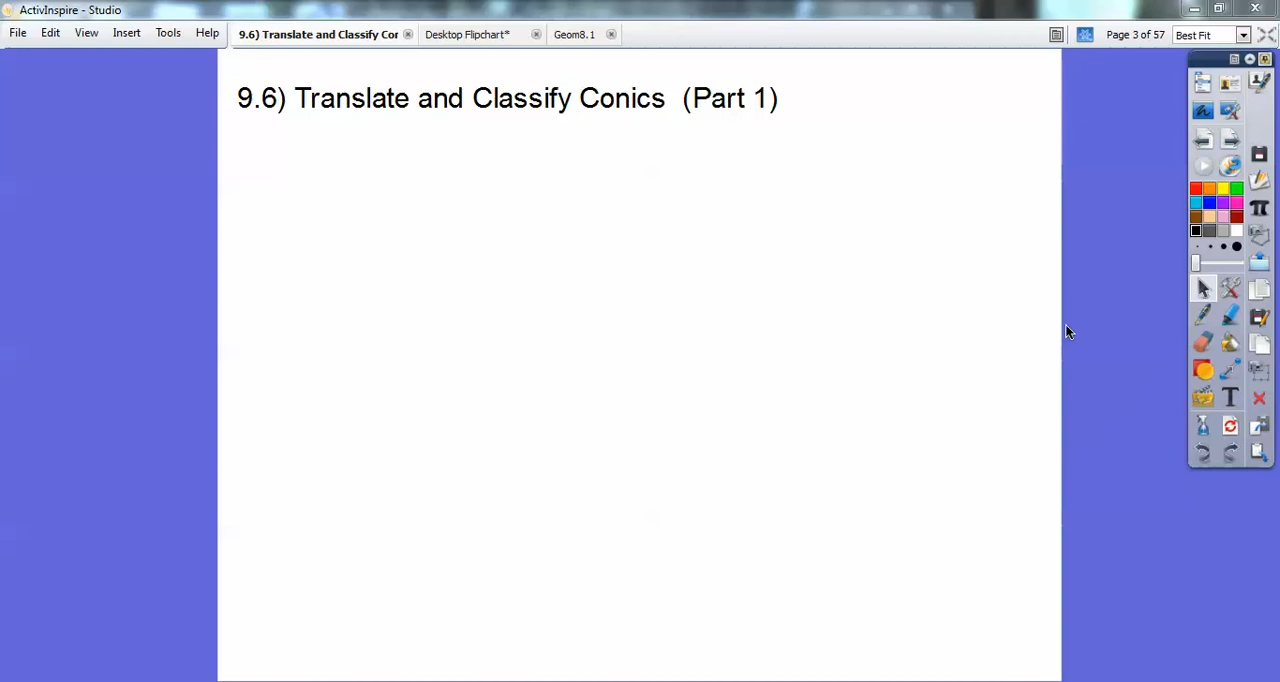 ActivInspire - Studio
File Edit View Insert Tools Help
9.6) Translate and Classify Cor Desktop Flipchart* Geom8.1
Page 3 of 57 Best Fit
9.6) Translate and Classify Conics (Part 1)